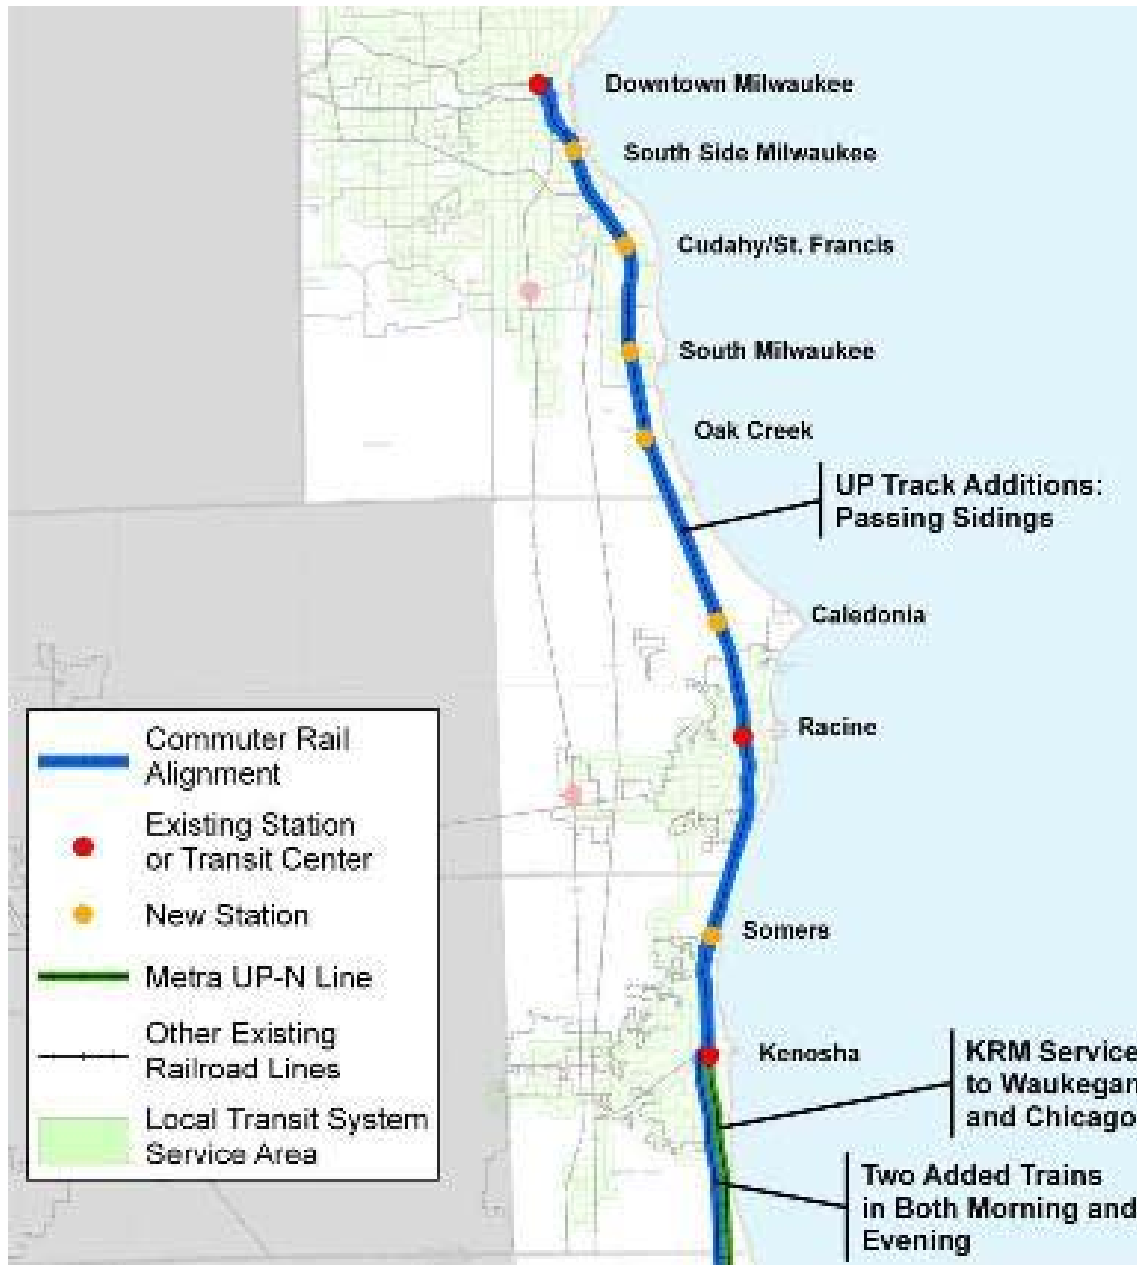 Downtown Milwaukee
South Side Milwaukee
Cudahy/St. Francis
South Milwaukee
Oak Creek
UP Track Additions:
Passing Sidings
Caledonia
Racine
Somers
Kenosha
KRM Service
to Waukegan
and Chicago
Two Added Trains
in Both Morning and
Evening
Commuter Rail
Alignment
Existing Station
or Transit Center
New Station
Metra UP-N Line
Other Existing
Railroad Lines
Local Transit System
Service Area